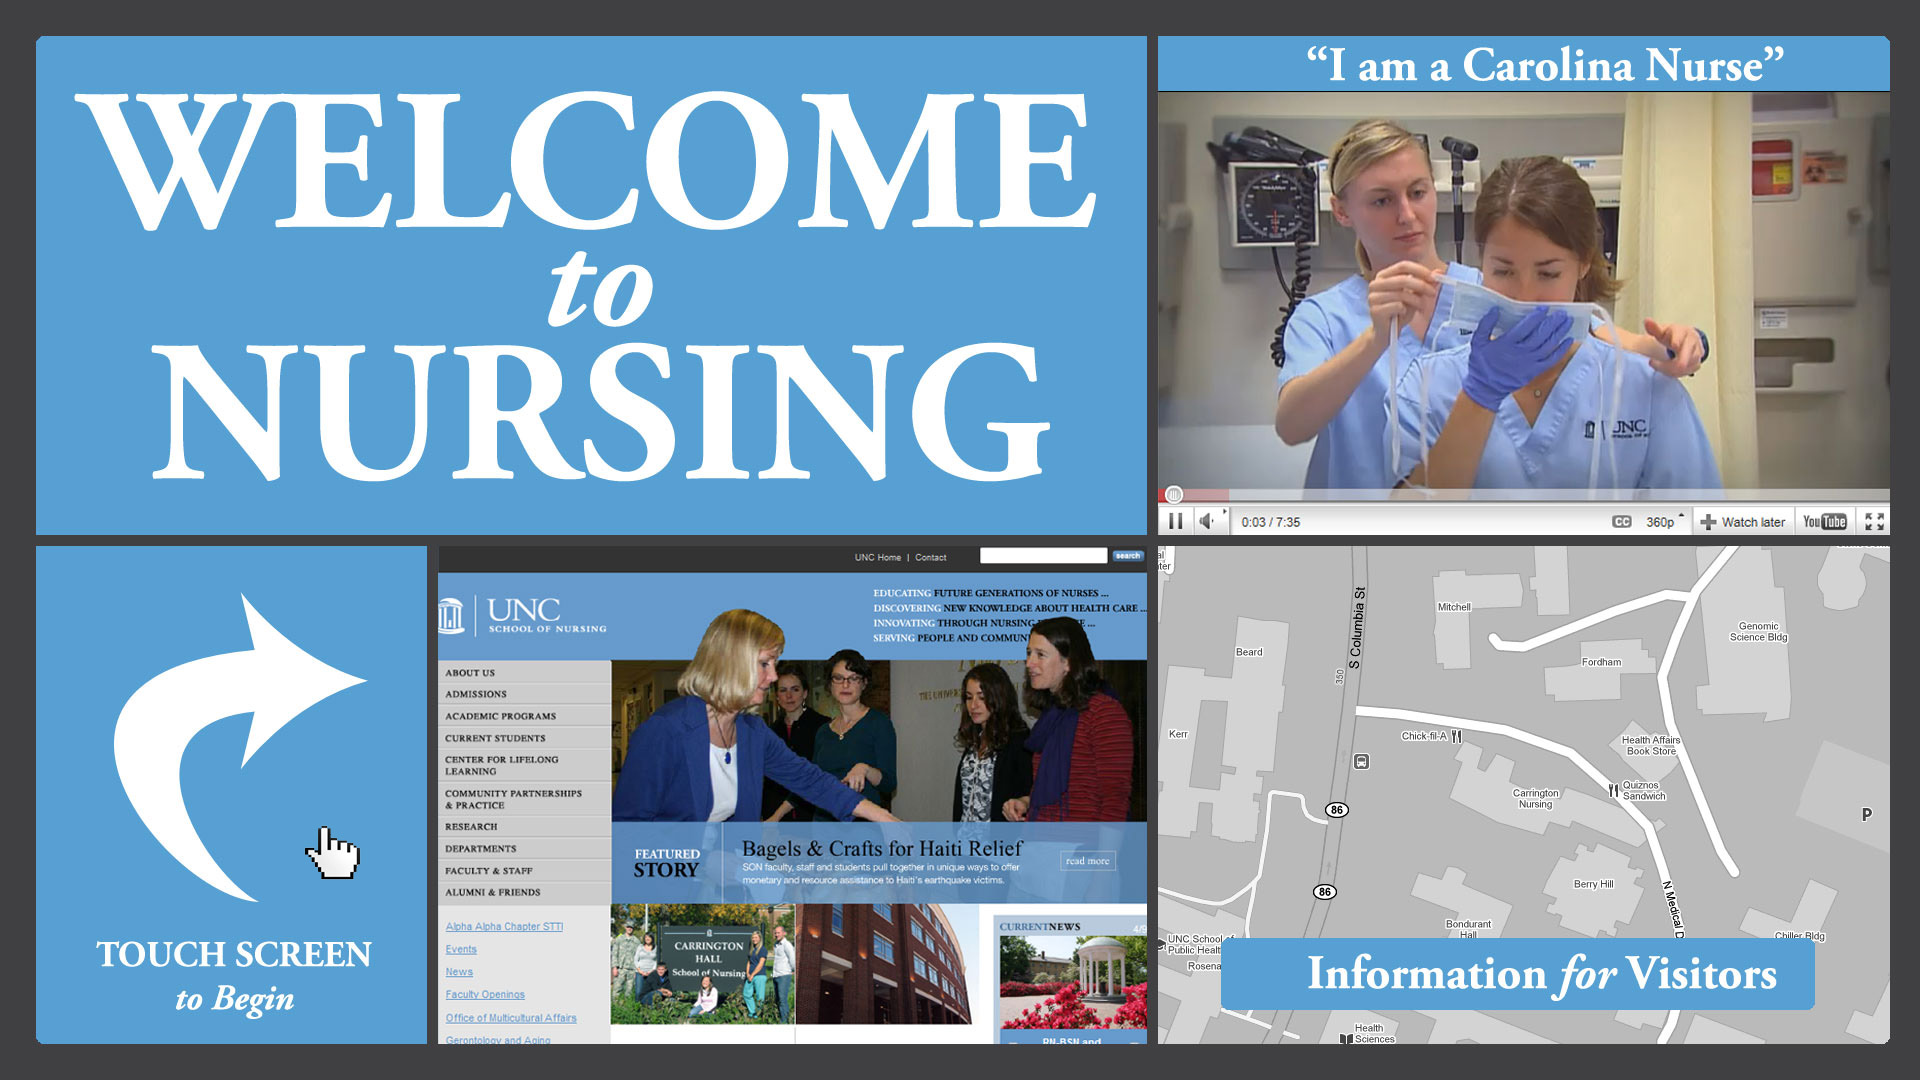 WELCOME
to
NURSING
“I am a Carolina Nurse”
UNC
0:03 / 7:35
CC
360p
Watch later
YouTube
TOUCH SCREEN
to Begin
UNC Home | Contact
search
UNC
SCHOOL OF NURSING
EDUCATING FUTURE GENERATIONS OF NURSES ...
DISCOVERING NEW KNOWLEDGE ABOUT HEALTH CARE ...
INNOVATING THROUGH NURSING
SERVING PEOPLE AND
ABOUT US
ADMISSIONS
ACADEMIC PROGRAMS
CURRENT STUDENTS
CENTER FOR LIFELONG
LEARNING
COMMUNITY PARTNERSHIPS
& PRACTICE
RESEARCH
DEPARTMENTS
FACULTY & STAFF
ALUMNI & FRIENDS
Alpha Alpha Chapter STTI
Events
News
Faculty Openings
Office of Multicultural Affairs
Gerontology and Aging
FEATURED
STORY
Bagels & Crafts for Haiti Relief
SON faculty, staff and students pull together in unique ways to offer
monetary and resource assistance to Haiti's earthquake victims.
read more
CARRINGTON
HALL
School of Nursing
CURRENTNEWS
4/9
RN-BSN and
S Columbia St
350
Mitchell
Beard
Genomic
Science Bldg
Fordham
Kerr
Chick-fil-A
Health Affairs
Book Store
Quiznos
Sandwich
Carrington
Nursing
86
P
86
Berry Hill
N Medical D
Bondurant
Hall
Chiller Bldg
UNC School of
Public Healt
Rosena
Information for Visitors
Health
Sciences